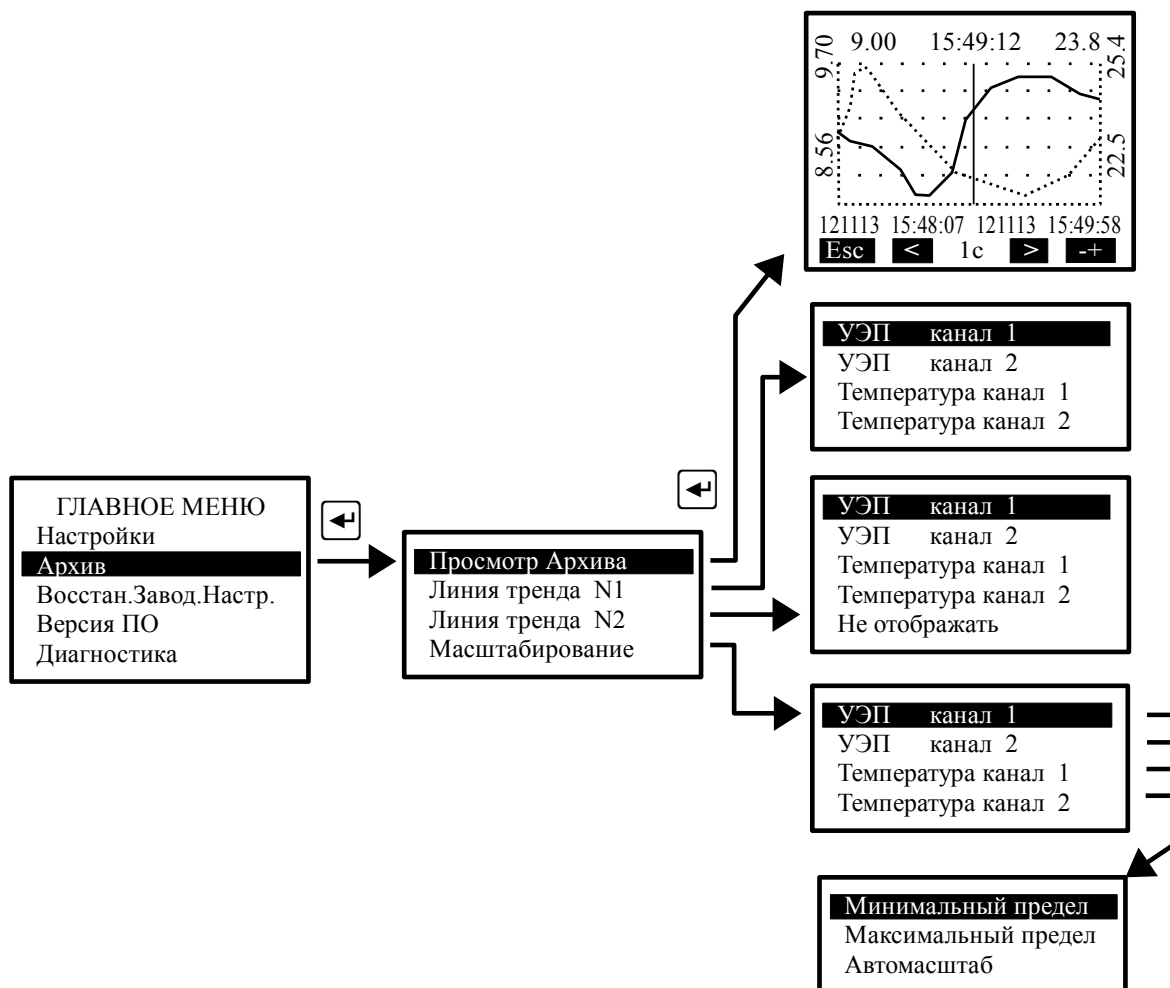 9.00 15:49:12 23.8
9.70
25.4
8.56
22.5
121113 15:48:07 121113 15:49:58
Esc < 1с > -+
УЭП канал 1
УЭП канал 2
Температура канал 1
Температура канал 2
ГЛАВНОЕ МЕНЮ
Настройки
Архив
Восстан.Завод.Настр.
Версия ПО
Диагностика
Просмотр Архива
Линия тренда N1
Линия тренда N2
Масштабирование
УЭП канал 1
УЭП канал 2
Температура канал 1
Температура канал 2
Не отображать
УЭП канал 1
УЭП канал 2
Температура канал 1
Температура канал 2
Минимальный предел
Максимальный предел
Автомасштаб